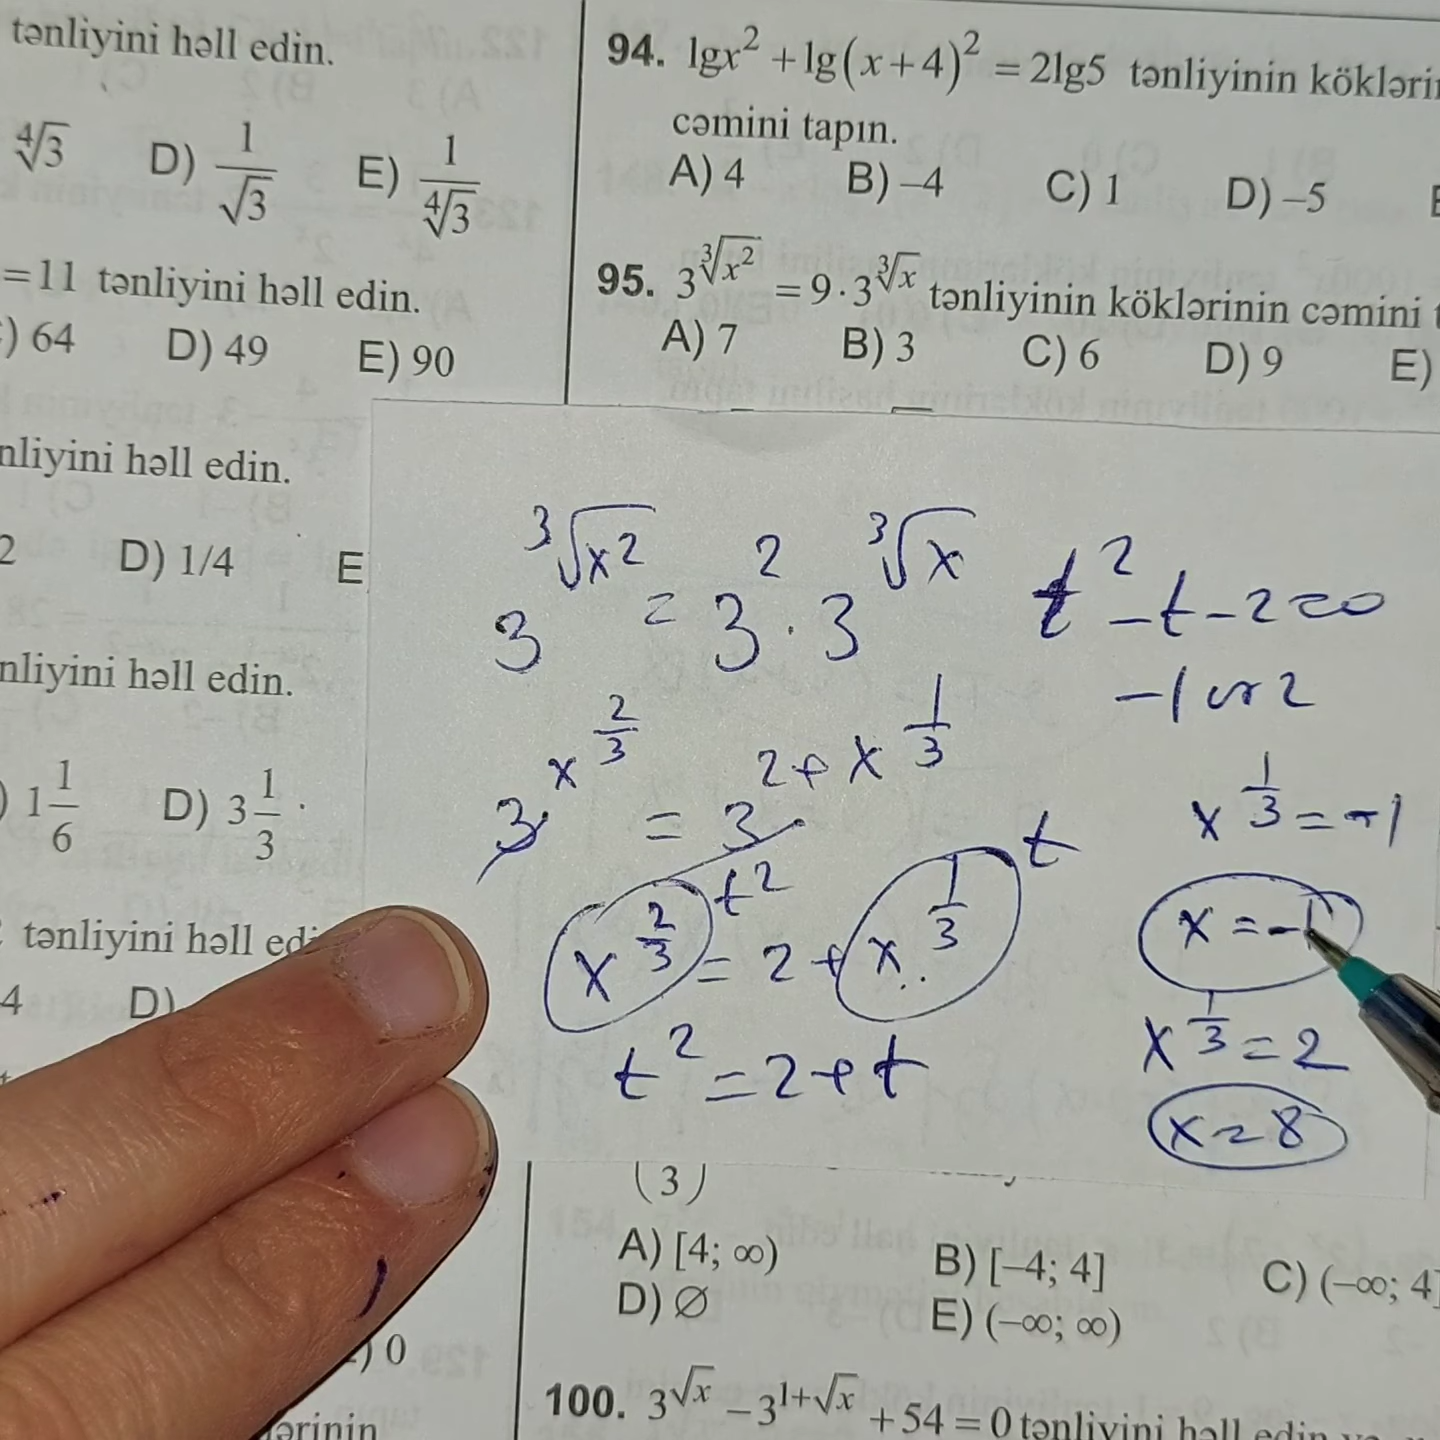 tənliyini həll edin.
∜3 D) 1/√3 E) 1/∜3
=11 tənliyini həll edin.
) 64 D) 49 E) 90
nliyini həll edin.
2 D) 1/4 E
nliyini həll edin.
) 1 1/6 D) 3 1/3
tənliyini həll edi
4 D)
) 0
ərinin
94. lgx² + lg(x+4)² = 2lg5 tənliyinin köklərin
cəmini tapın.
A) 4 B) –4 C) 1 D) –5 E
95. 3^∛(x²) = 9·3^∛x tənliyinin köklərinin cəmini t
A) 7 B) 3 C) 6 D) 9 E)
3^∛(x²) = 3² · 3^∛x
3^(x^(2/3)) = 3^(2+x^(1/3))
t² t
x^(2/3) = 2 + x^(1/3)
t² = 2+t
t²-t-2=0
-1 və 2
x^(1/3) = -1
x = -1
x^(1/3) = 2
x = 8
(3)
A) [4; ∞) B) [–4; 4] C) (–∞; 4]
D) ∅ E) (–∞; ∞)
100. 3^√x – 3^(1+√x) + 54 = 0 tənliyini həll edin